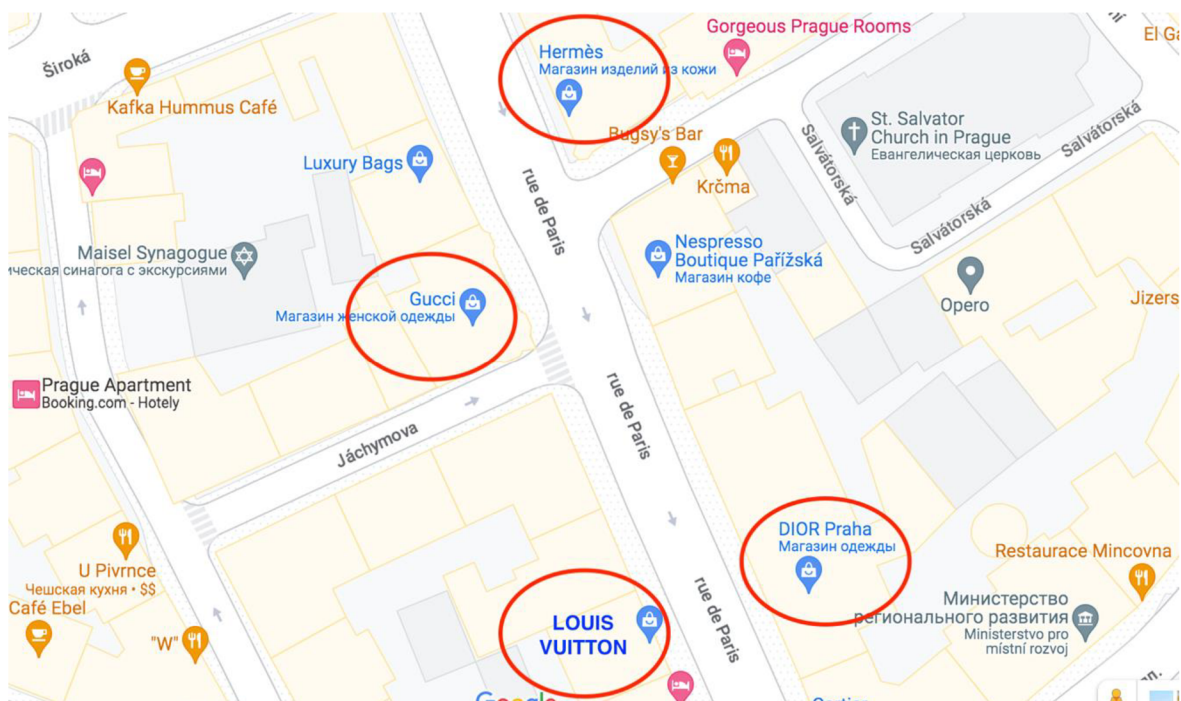 Široká
Kafka Hummus Café
Hermès
Магазин изделий из кожи
Gorgeous Prague Rooms
El Ga
Bugsy's Bar
Krčma
St. Salvator
Church in Prague
Евангелическая церковь
Salvátorská
Salvátorská
Salvátorská
Luxury Bags
rue de Paris
Maisel Synagogue
ическая синагога с экскурсиями
Nespresso
Boutique Pařížská
Магазин кофе
Gucci
Магазин женской одежды
Opero
Jizers
Prague Apartment
Booking.com - Hotely
rue de Paris
Jáchymova
DIOR Praha
Магазин одежды
Restaurace Mincovna
U Pivrnce
Чешская кухня • $$
Café Ebel
"W"
LOUIS
VUITTON
rue de Paris
Министерство
регионального развития
Ministerstvo pro
místní rozvoj
Google